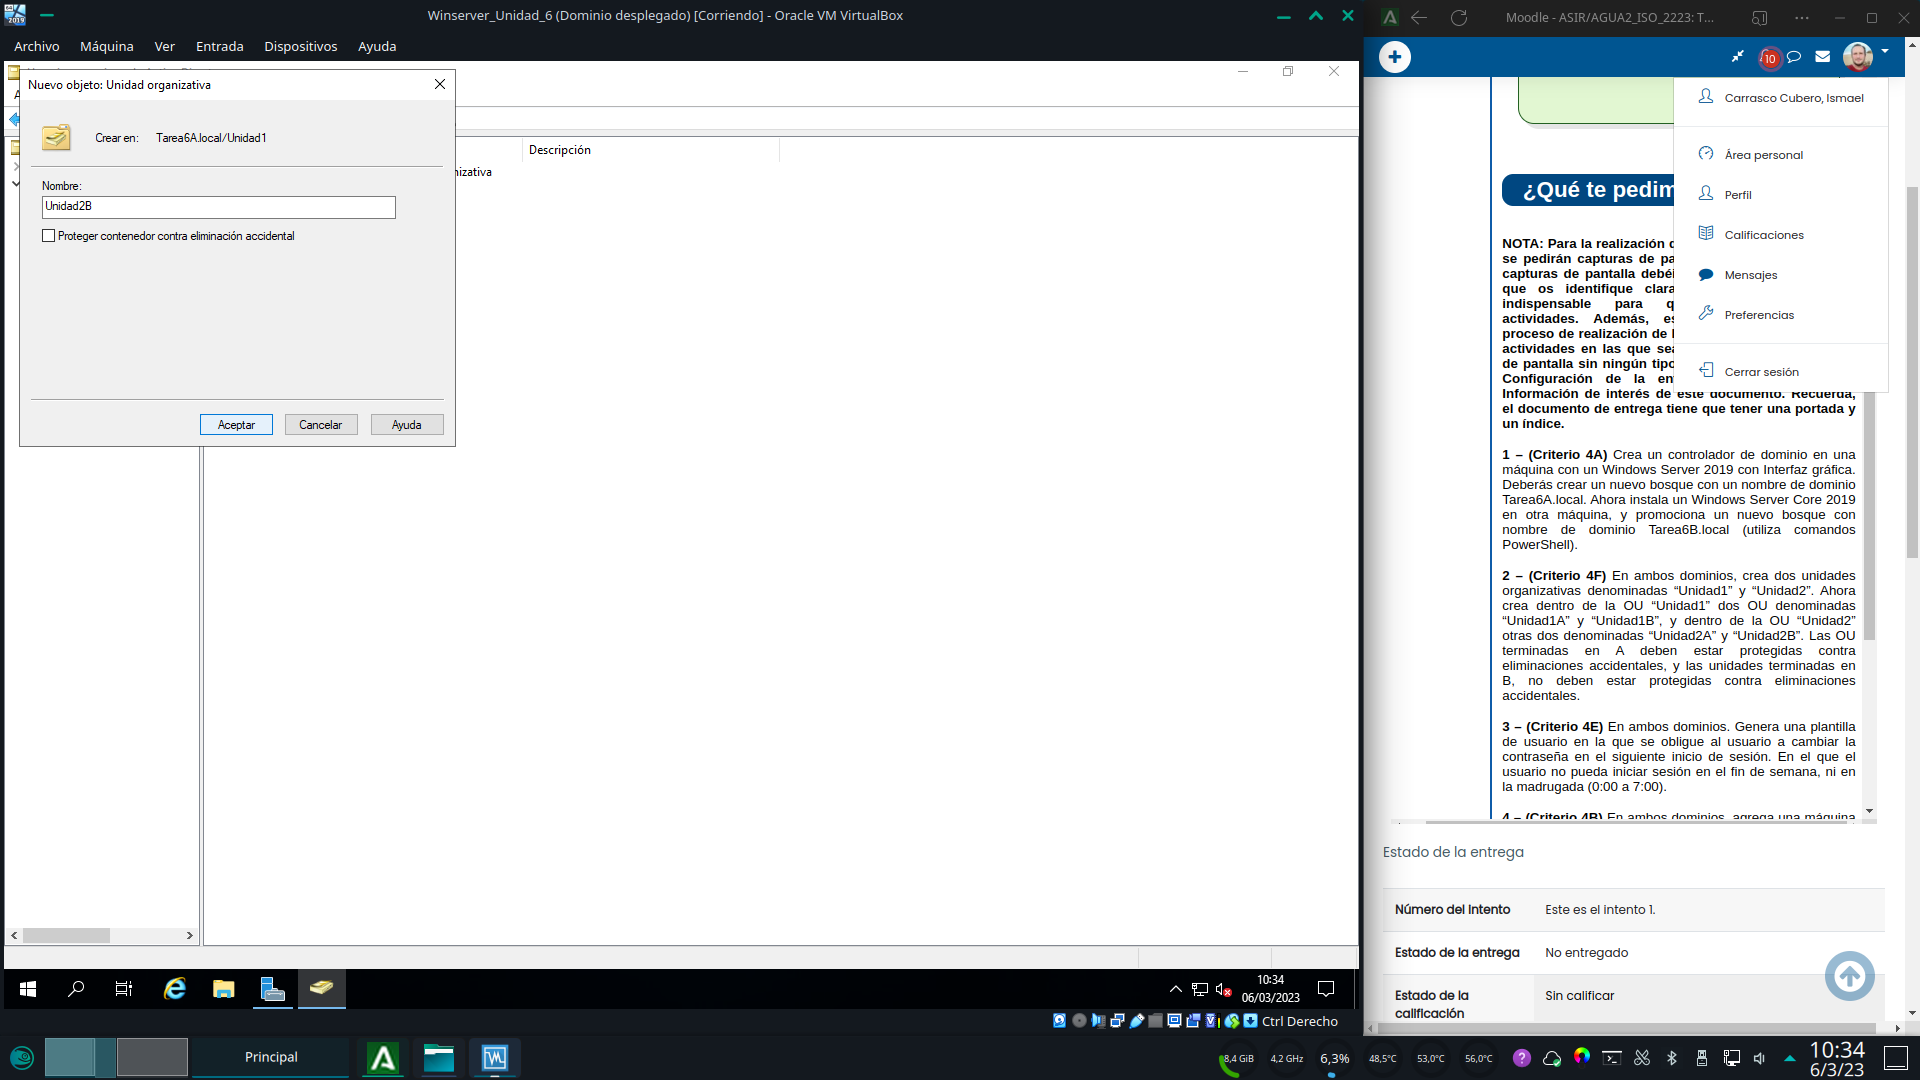 Winserver_Unidad_6 (Dominio desplegado) [Corriendo] - Oracle VM VirtualBox
Archivo Máquina Ver Entrada Dispositivos Ayuda
Nuevo objeto: Unidad organizativa
Crear en: Tarea6A.local/Unidad1
Nombre:
Unidad2B
Proteger contenedor contra eliminación accidental
Aceptar Cancelar Ayuda
Descripción
nizativa
10:34
06/03/2023
Ctrl Derecho
Moodle - ASIR/AGUA2_ISO_2223: T...
10
Carrasco Cubero, Ismael
Área personal
Perfil
Calificaciones
Mensajes
Preferencias
Cerrar sesión
¿Qué te pedim
NOTA: Para la realización d
se pedirán capturas de pa
capturas de pantalla debéi
que os identifique clara
indispensable para q
actividades. Además, es
proceso de realización de l
actividades en las que sea
de pantalla sin ningún tipo
Configuración de la en
Información de interés de este documento. Recuerda,
el documento de entrega tiene que tener una portada y
un índice.
1 – (Criterio 4A) Crea un controlador de dominio en una
máquina con un Windows Server 2019 con Interfaz gráfica.
Deberás crear un nuevo bosque con un nombre de dominio
Tarea6A.local. Ahora instala un Windows Server Core 2019
en otra máquina, y promociona un nuevo bosque con
nombre de dominio Tarea6B.local (utiliza comandos
PowerShell).
2 – (Criterio 4F) En ambos dominios, crea dos unidades
organizativas denominadas “Unidad1” y “Unidad2”. Ahora
crea dentro de la OU “Unidad1” dos OU denominadas
“Unidad1A” y “Unidad1B”, y dentro de la OU “Unidad2”
otras dos denominadas “Unidad2A” y “Unidad2B”. Las OU
terminadas en A deben estar protegidas contra
eliminaciones accidentales, y las unidades terminadas en
B, no deben estar protegidas contra eliminaciones
accidentales.
3 – (Criterio 4E) En ambos dominios. Genera una plantilla
de usuario en la que se obligue al usuario a cambiar la
contraseña en el siguiente inicio de sesión. En el que el
usuario no pueda iniciar sesión en el fin de semana, ni en
la madrugada (0:00 a 7:00).
4 – (Criterio 4B) En ambos dominios, agrega una máquina
Estado de la entrega
Número del intento Este es el intento 1.
Estado de la entrega No entregado
Estado de la calificación Sin calificar
Principal
8,4 GiB 4,2 GHz 6,3% 48,5°C 53,0°C 56,0°C
10:34
6/3/23